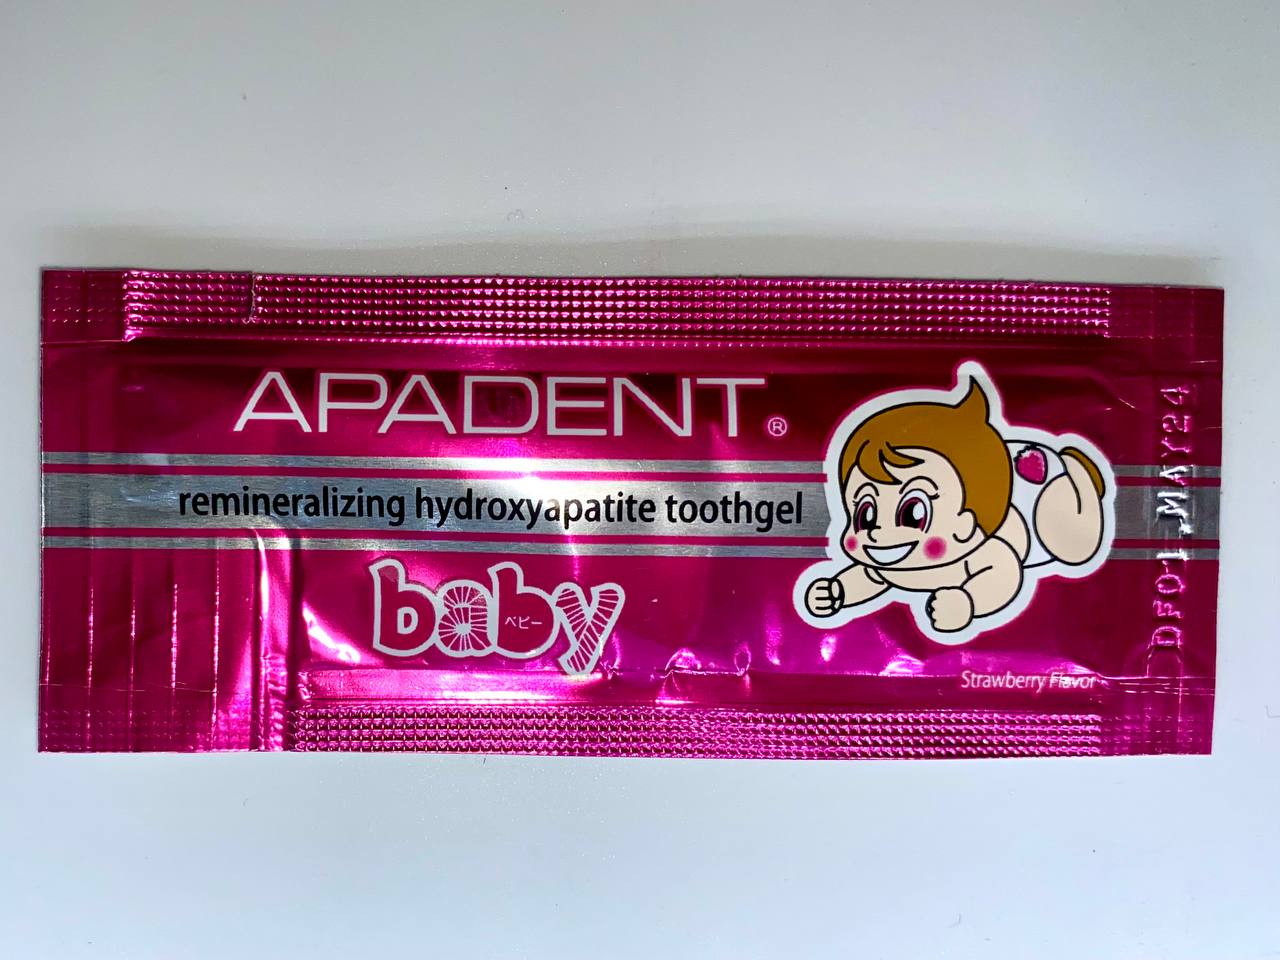 APADENT®
remineralizing hydroxyapatite toothgel
baby
ベビー
Strawberry Flavor
DF01 MAY24